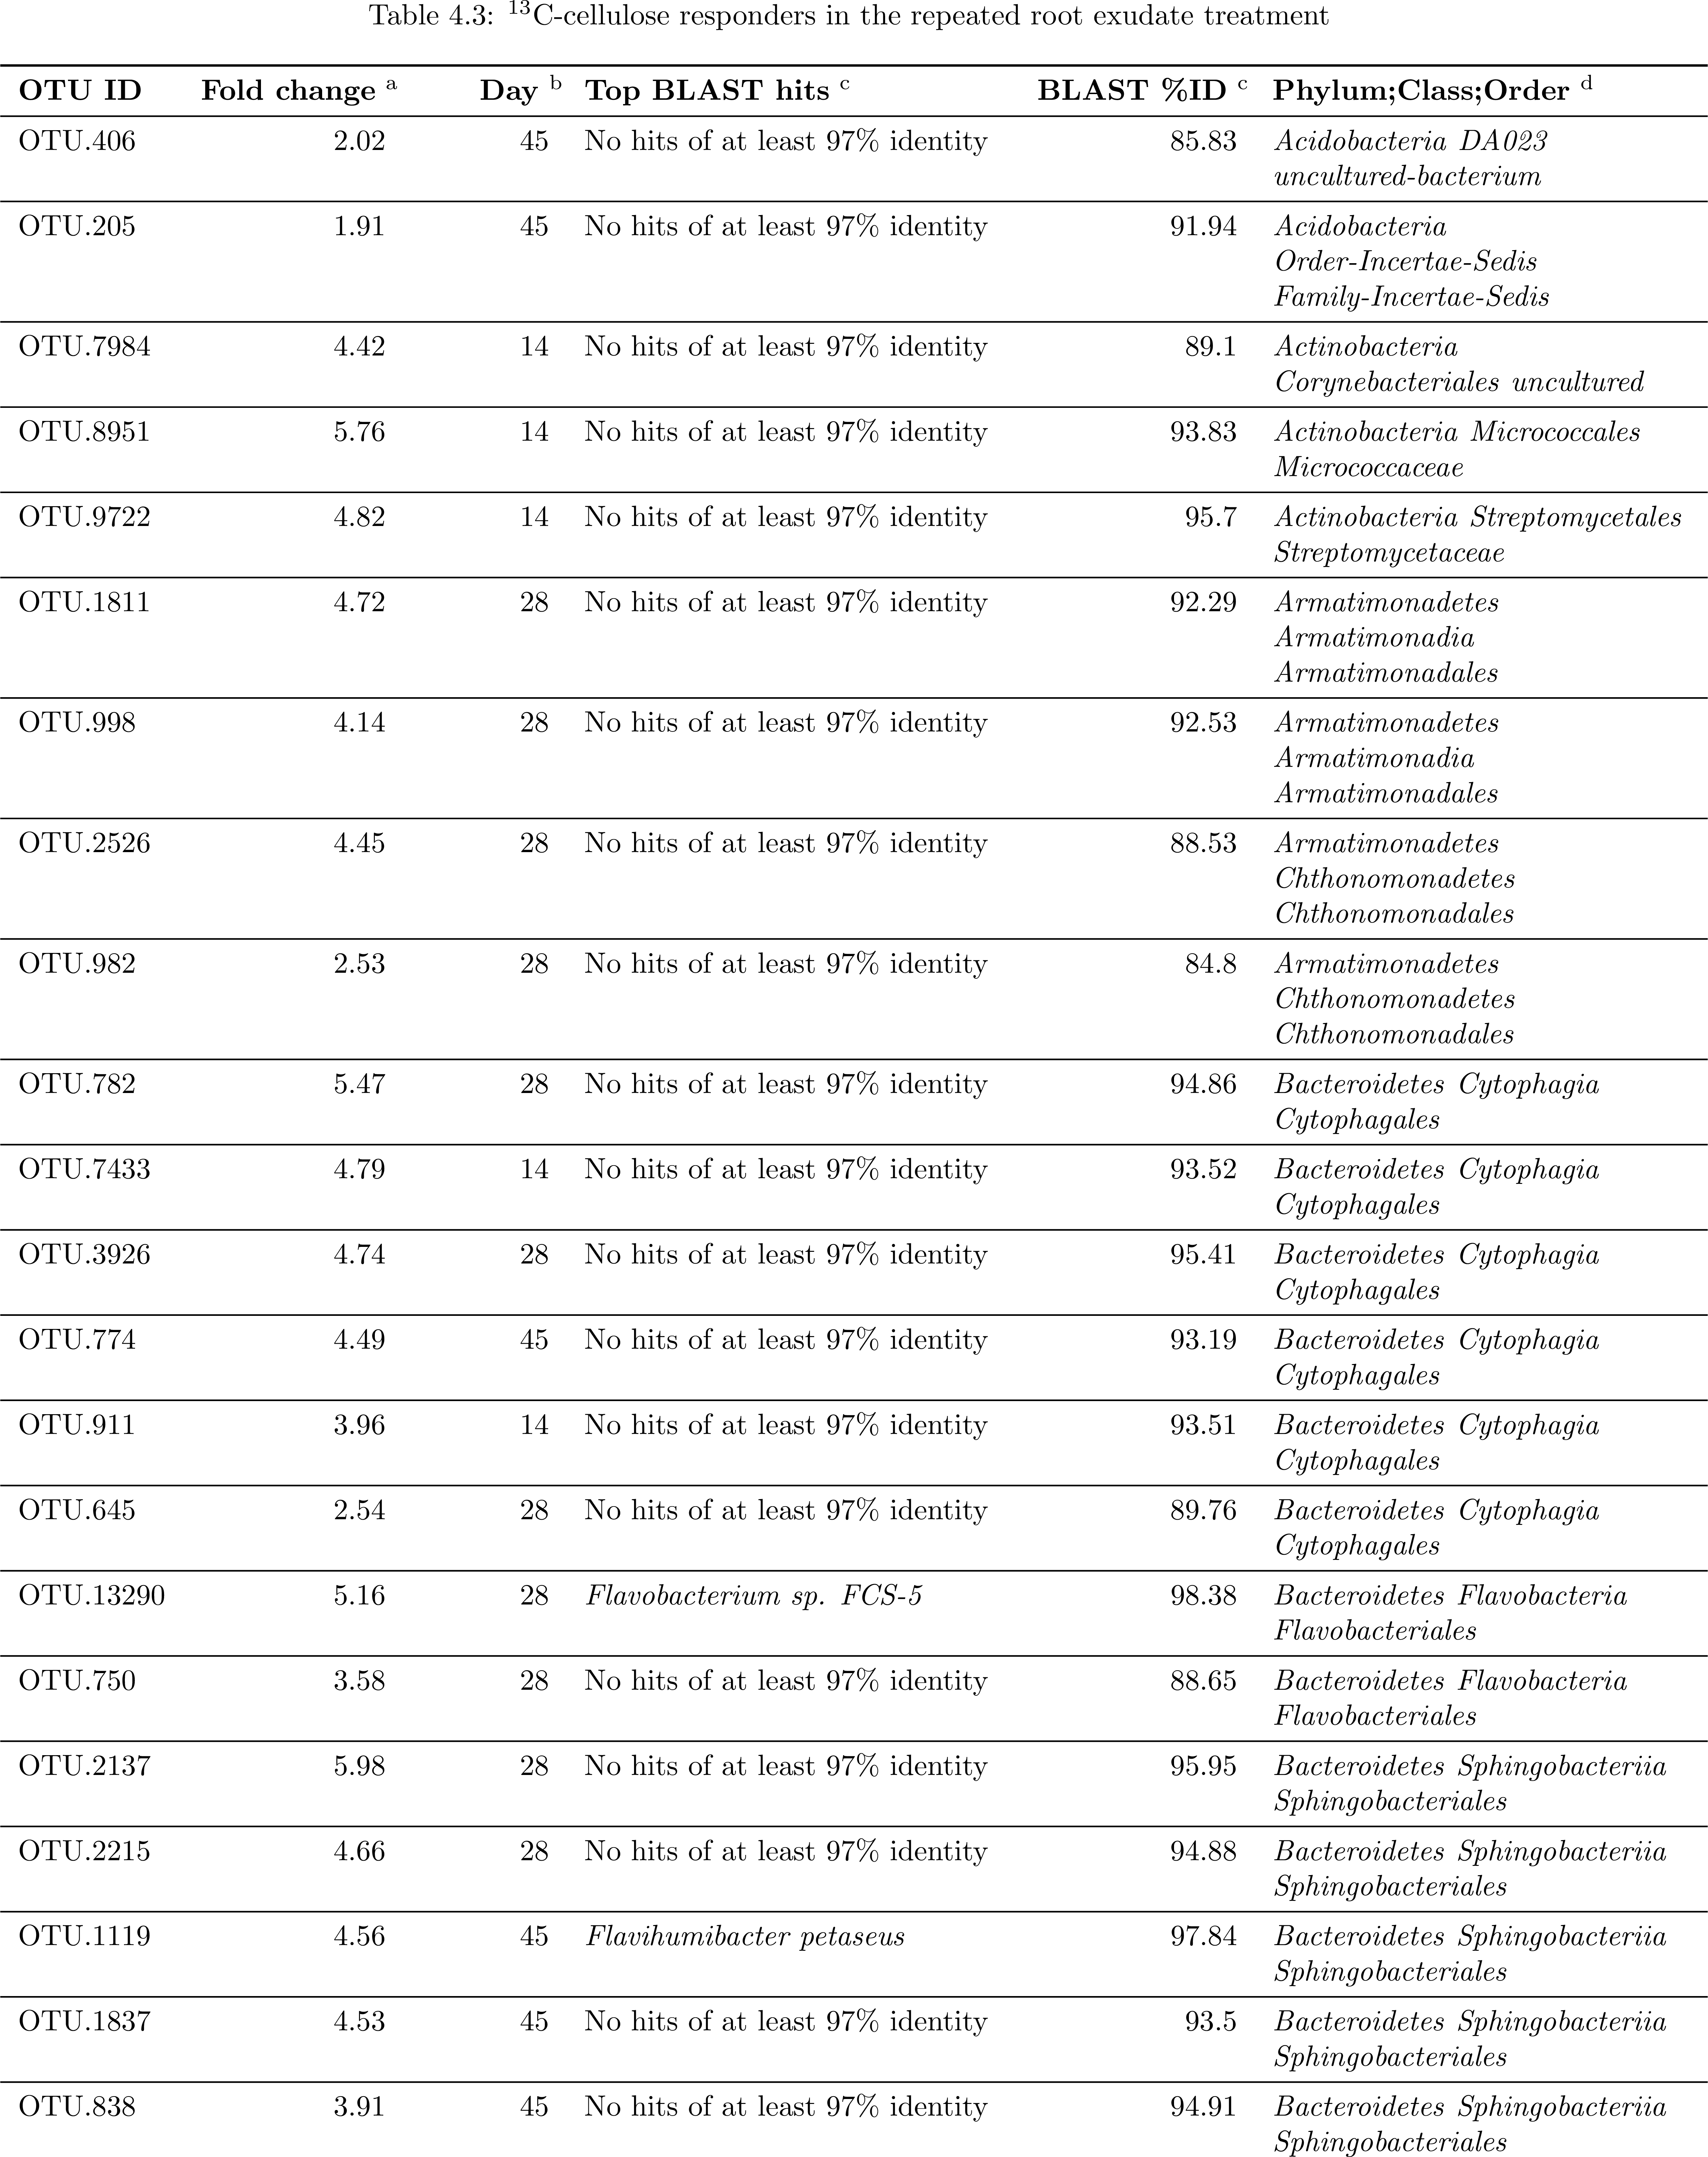 Table 4.3: ¹³C-cellulose responders in the repeated root exudate treatment
OTU ID Fold change ᵃ Day ᵇ Top BLAST hits ᶜ BLAST %ID ᶜ Phylum;Class;Order ᵈ
OTU.406 2.02 45 No hits of at least 97% identity 85.83 Acidobacteria DA023
uncultured-bacterium
OTU.205 1.91 45 No hits of at least 97% identity 91.94 Acidobacteria
Order-Incertae-Sedis
Family-Incertae-Sedis
OTU.7984 4.42 14 No hits of at least 97% identity 89.1 Actinobacteria
Corynebacteriales uncultured
OTU.8951 5.76 14 No hits of at least 97% identity 93.83 Actinobacteria Micrococcales
Micrococcaceae
OTU.9722 4.82 14 No hits of at least 97% identity 95.7 Actinobacteria Streptomycetales
Streptomycetaceae
OTU.1811 4.72 28 No hits of at least 97% identity 92.29 Armatimonadetes
Armatimonadia
Armatimonadales
OTU.998 4.14 28 No hits of at least 97% identity 92.53 Armatimonadetes
Armatimonadia
Armatimonadales
OTU.2526 4.45 28 No hits of at least 97% identity 88.53 Armatimonadetes
Chthonomonadetes
Chthonomonadales
OTU.982 2.53 28 No hits of at least 97% identity 84.8 Armatimonadetes
Chthonomonadetes
Chthonomonadales
OTU.782 5.47 28 No hits of at least 97% identity 94.86 Bacteroidetes Cytophagia
Cytophagales
OTU.7433 4.79 14 No hits of at least 97% identity 93.52 Bacteroidetes Cytophagia
Cytophagales
OTU.3926 4.74 28 No hits of at least 97% identity 95.41 Bacteroidetes Cytophagia
Cytophagales
OTU.774 4.49 45 No hits of at least 97% identity 93.19 Bacteroidetes Cytophagia
Cytophagales
OTU.911 3.96 14 No hits of at least 97% identity 93.51 Bacteroidetes Cytophagia
Cytophagales
OTU.645 2.54 28 No hits of at least 97% identity 89.76 Bacteroidetes Cytophagia
Cytophagales
OTU.13290 5.16 28 Flavobacterium sp. FCS-5 98.38 Bacteroidetes Flavobacteria
Flavobacteriales
OTU.750 3.58 28 No hits of at least 97% identity 88.65 Bacteroidetes Flavobacteria
Flavobacteriales
OTU.2137 5.98 28 No hits of at least 97% identity 95.95 Bacteroidetes Sphingobacteriia
Sphingobacteriales
OTU.2215 4.66 28 No hits of at least 97% identity 94.88 Bacteroidetes Sphingobacteriia
Sphingobacteriales
OTU.1119 4.56 45 Flavihumibacter petaseus 97.84 Bacteroidetes Sphingobacteriia
Sphingobacteriales
OTU.1837 4.53 45 No hits of at least 97% identity 93.5 Bacteroidetes Sphingobacteriia
Sphingobacteriales
OTU.838 3.91 45 No hits of at least 97% identity 94.91 Bacteroidetes Sphingobacteriia
Sphingobacteriales